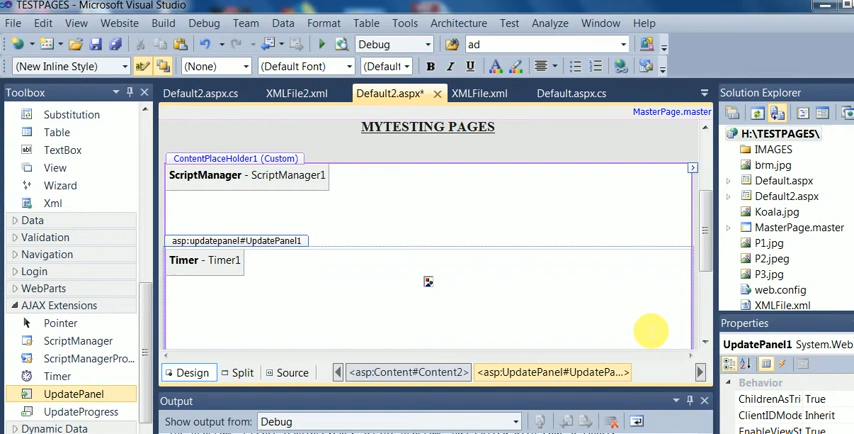 TESTPAGES - Microsoft Visual Studio
File Edit View Website Build Debug Team Data Format Table Tools Architecture Test Analyze Window Help
Debug ad
(New Inline Style) (None) (Default Font) (Default B I U A
Toolbox
Substitution
Table
TextBox
View
Wizard
Xml
Data
Validation
Navigation
Login
WebParts
AJAX Extensions
Pointer
ScriptManager
ScriptManagerPro...
Timer
UpdatePanel
UpdateProgress
Dynamic Data
Default2.aspx.cs XMLFile2.xml Default2.aspx* XMLFile.xml Default.aspx.cs
MasterPage.master
MYTESTING PAGES
ContentPlaceHolder1 (Custom)
ScriptManager - ScriptManager1
asp:updatepanel#UpdatePanel1
Timer - Timer1
Design Split Source <asp:Content#Content2> <asp:UpdatePanel#UpdatePa...>
Output
Show output from: Debug
Solution Explorer
H:\TESTPAGES\
IMAGES
brm.jpg
Default.aspx
Default2.aspx
Koala.jpg
MasterPage.master
P1.jpg
P2.jpeg
P3.jpg
web.config
XMLFile.xml
Properties
UpdatePanel1 System.Web
Behavior
ChildrenAsTri True
ClientIDMode Inherit
EnableViewSt True